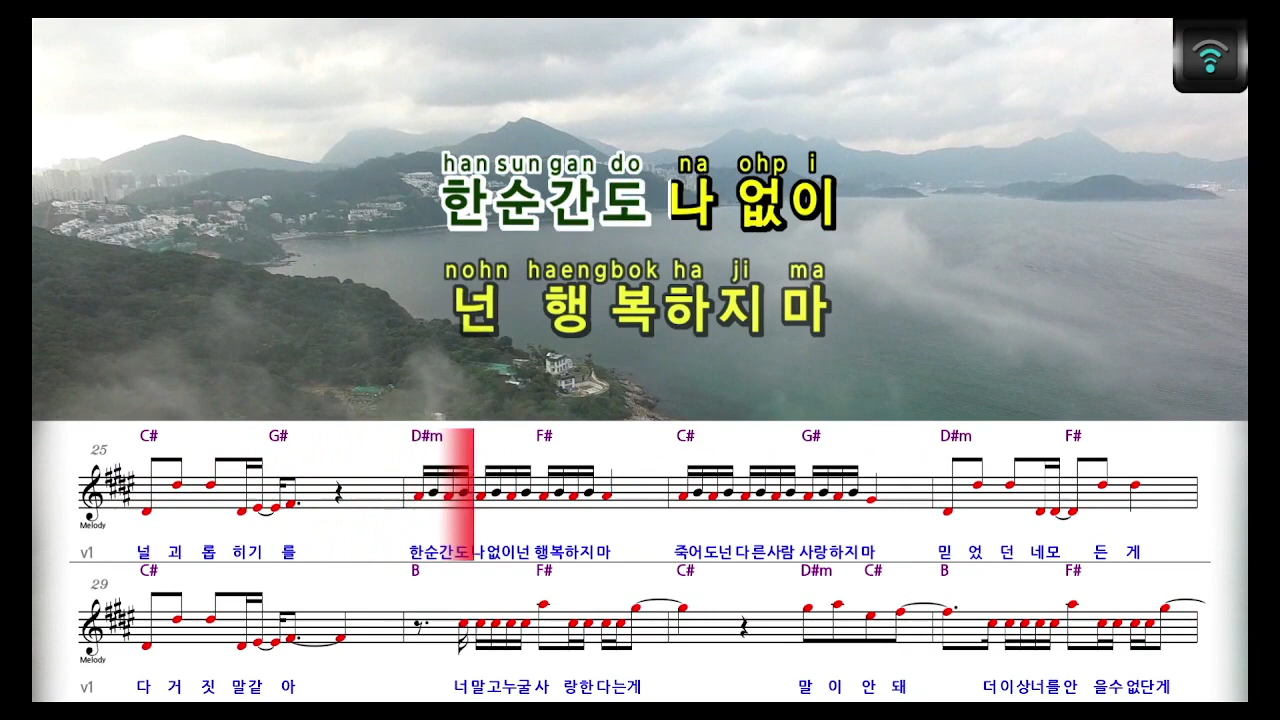 han sun gan do na ohp i
한순간도 나 없이
nohn haengbok ha ji ma
넌 행 복하지 마
C# G# D#m F# C# G# D#m F#
25
Melody
v1 널 괴 롭 히기 를 한순간도나없이넌 행복하지마 죽어도넌 다른사람 사랑하지마 믿 었 던 네모 든 게
C# B F# C# D#m C# B F#
29
Melody
v1 다 거 짓 말같 아 너 말고누굴 사 랑한 다는게 말 이 안 돼 더 이상너를 안 을수 없단게